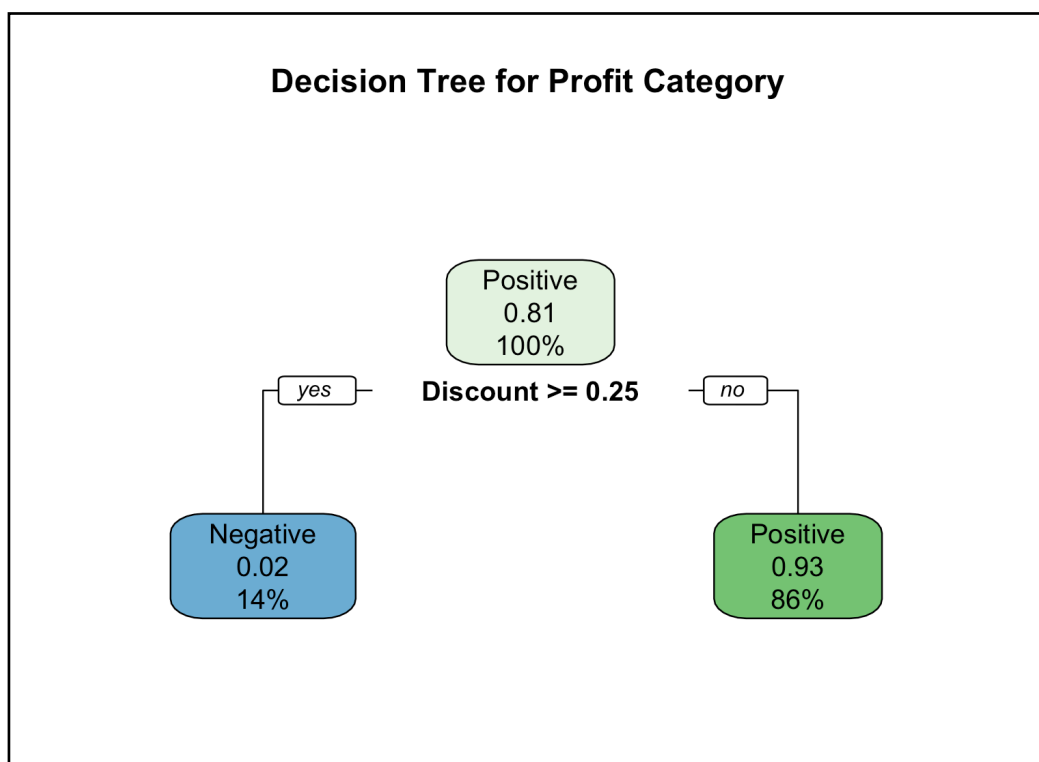 Decision Tree for Profit Category
Positive
0.81
100%
yes
Discount >= 0.25
no
Negative
0.02
14%
Positive
0.93
86%